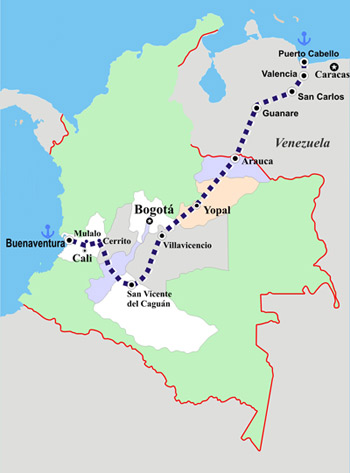 Puerto Cabello
Valencia
Caracas
San Carlos
Guanare
Venezuela
Arauca
Bogotá
Yopal
Mulalo
Buenaventura
Cerrito
Villavicencio
Cali
San Vicente
del Caguán